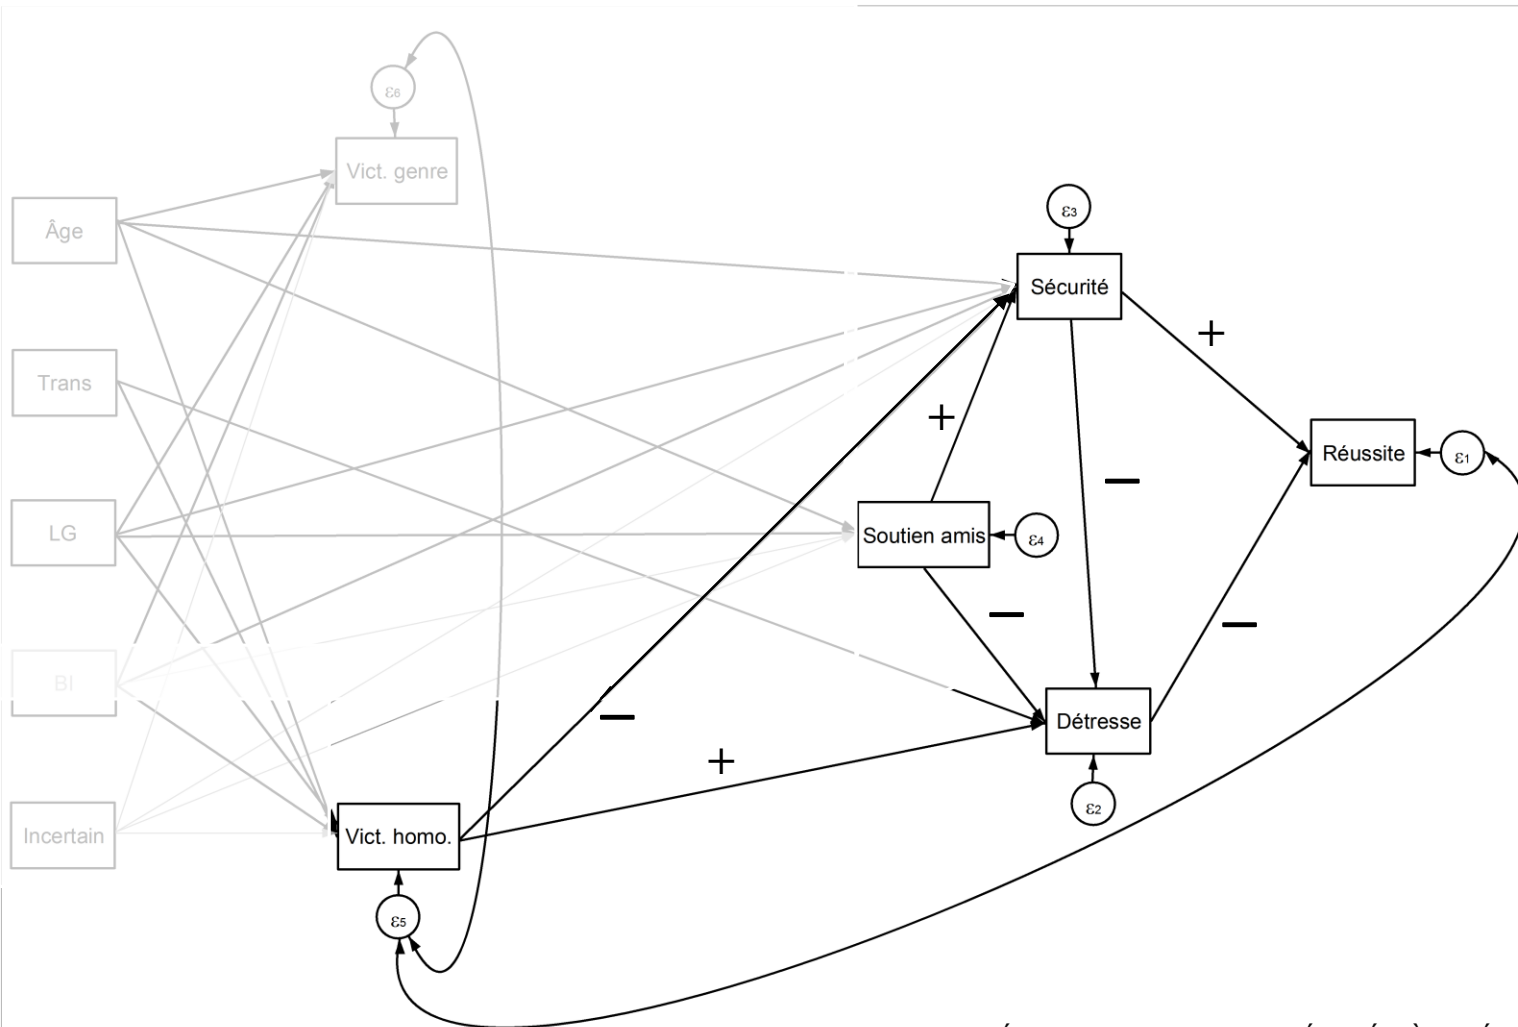 ε6
Vict. genre
Âge
ε3
Sécurité
+
Trans
+
Réussite
ε1
—
LG
Soutien amis
ε4
—
—
BI
—
Détresse
+
ε2
Incertain
Vict. homo.
ε5